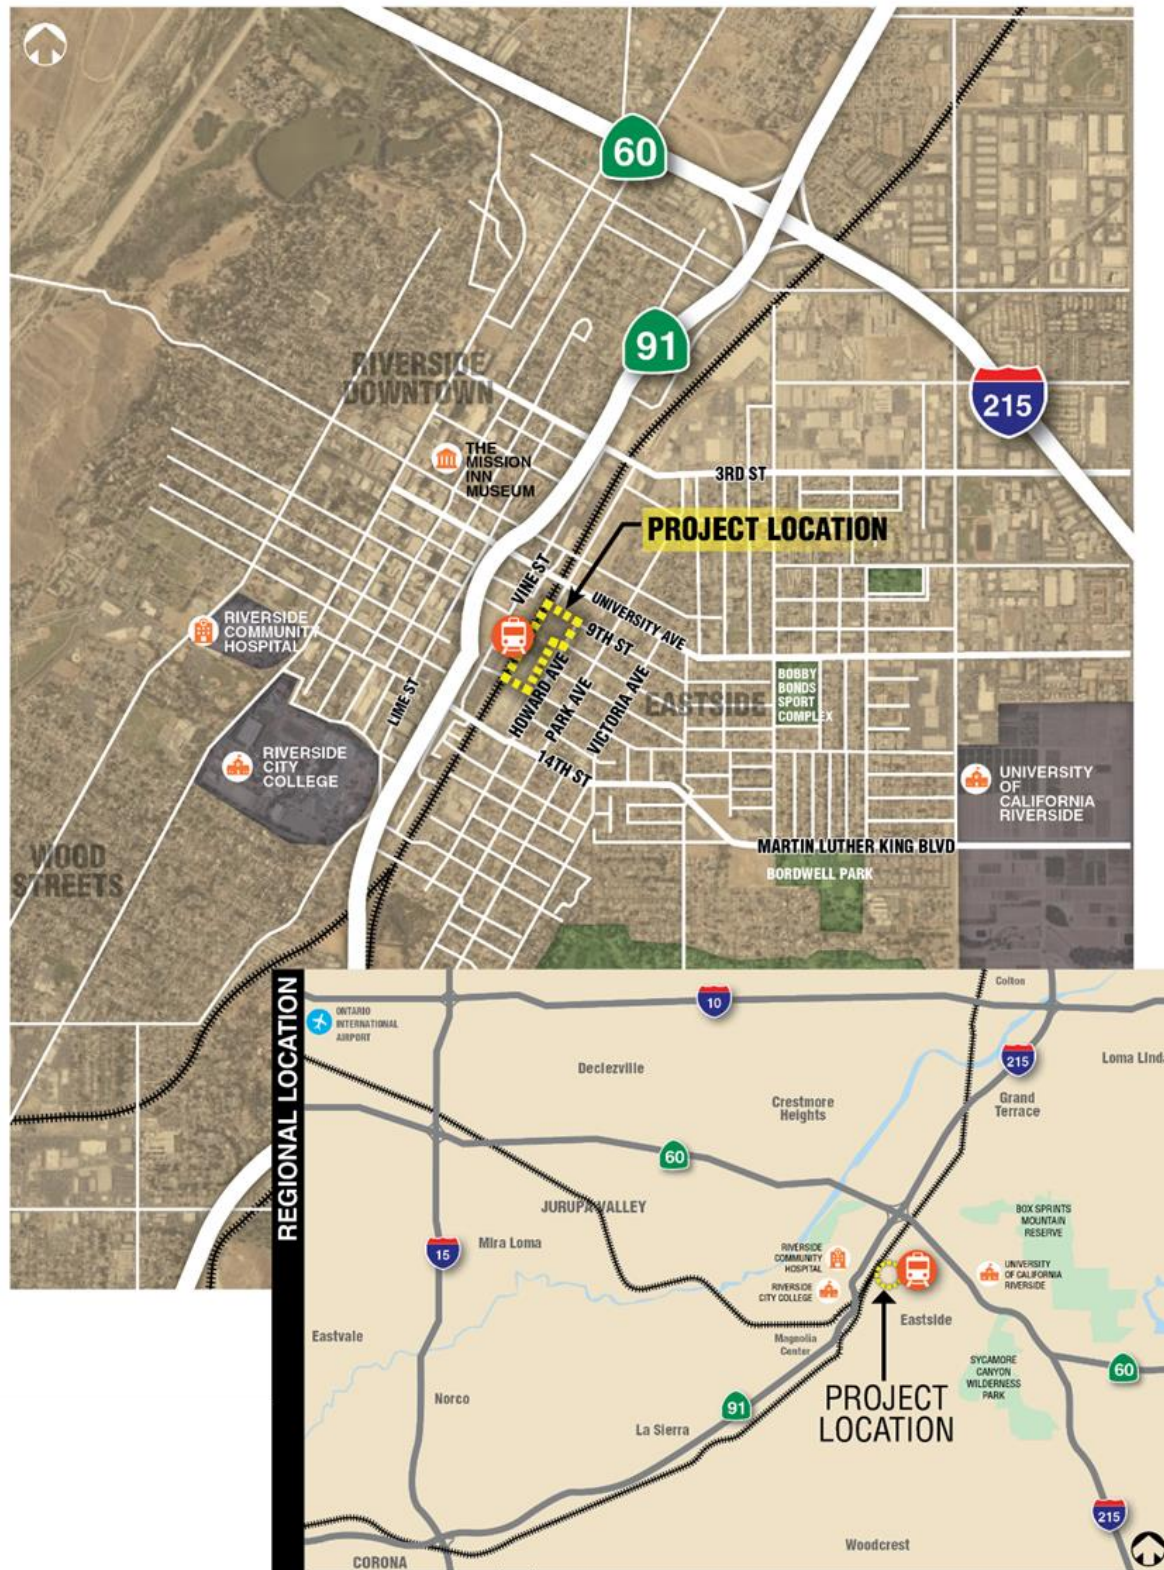 60
91
215
RIVERSIDE
DOWNTOWN
THE
MISSION
INN
MUSEUM
3RD ST
PROJECT LOCATION
VINE ST
UNIVERSITY AVE
9TH ST
RIVERSIDE
COMMUNITY
HOSPITAL
LIME ST
HOWARD AVE
PARK AVE
VICTORIA AVE
EASTSIDE
BOBBY
BONDS
SPORT
COMPLEX
14TH ST
RIVERSIDE
CITY
COLLEGE
UNIVERSITY
OF
CALIFORNIA
RIVERSIDE
WOOD
STREETS
MARTIN LUTHER KING BLVD
BORDWELL PARK
REGIONAL LOCATION
ONTARIO
INTERNATIONAL
AIRPORT
10
Colton
Declezville
215
Loma Lind
Crestmore
Heights
Grand
Terrace
60
JURUPA VALLEY
Mira Loma
15
BOX SPRINTS
MOUNTAIN
RESERVE
RIVERSIDE
COMMUNITY
HOSPITAL
RIVERSIDE
CITY COLLEGE
UNIVERSITY
OF CALIFORNIA
RIVERSIDE
Eastvale
Magnolia
Center
Eastside
Norco
SYCAMORE
CANYON
WILDERNESS
PARK
60
PROJECT
LOCATION
91
La Sierra
215
Woodcrest
CORONA